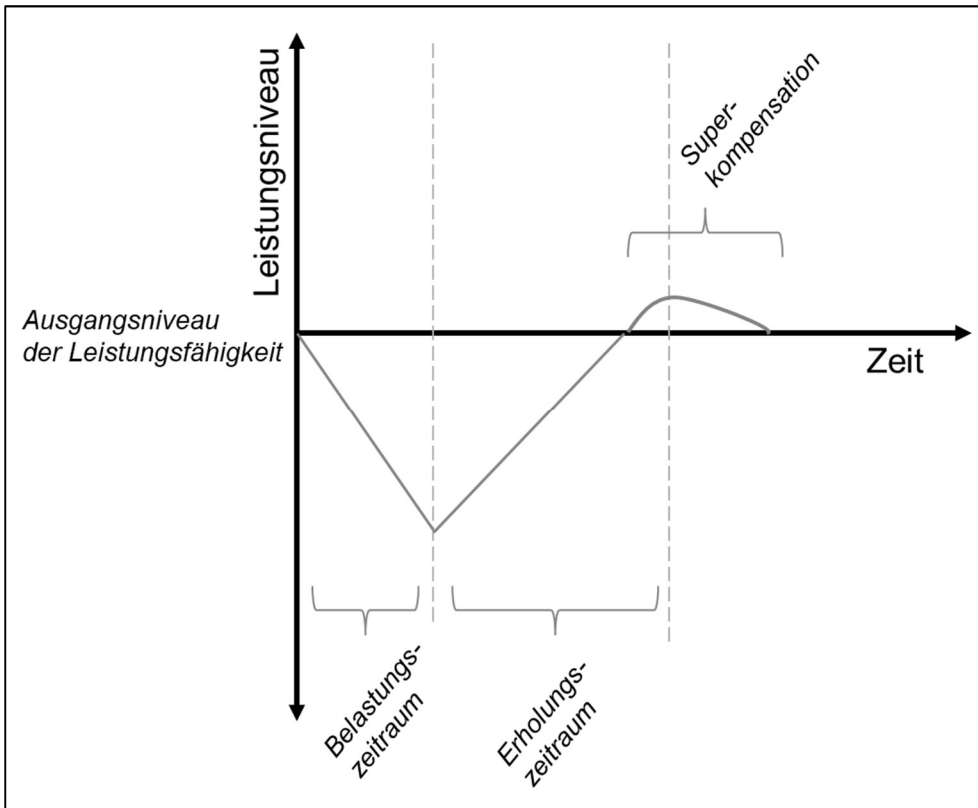 Leistungsniveau
Super-
kompensation
Ausgangsniveau
der Leistungsfähigkeit
Zeit
Belastungs-
zeitraum
Erholungs-
zeitraum